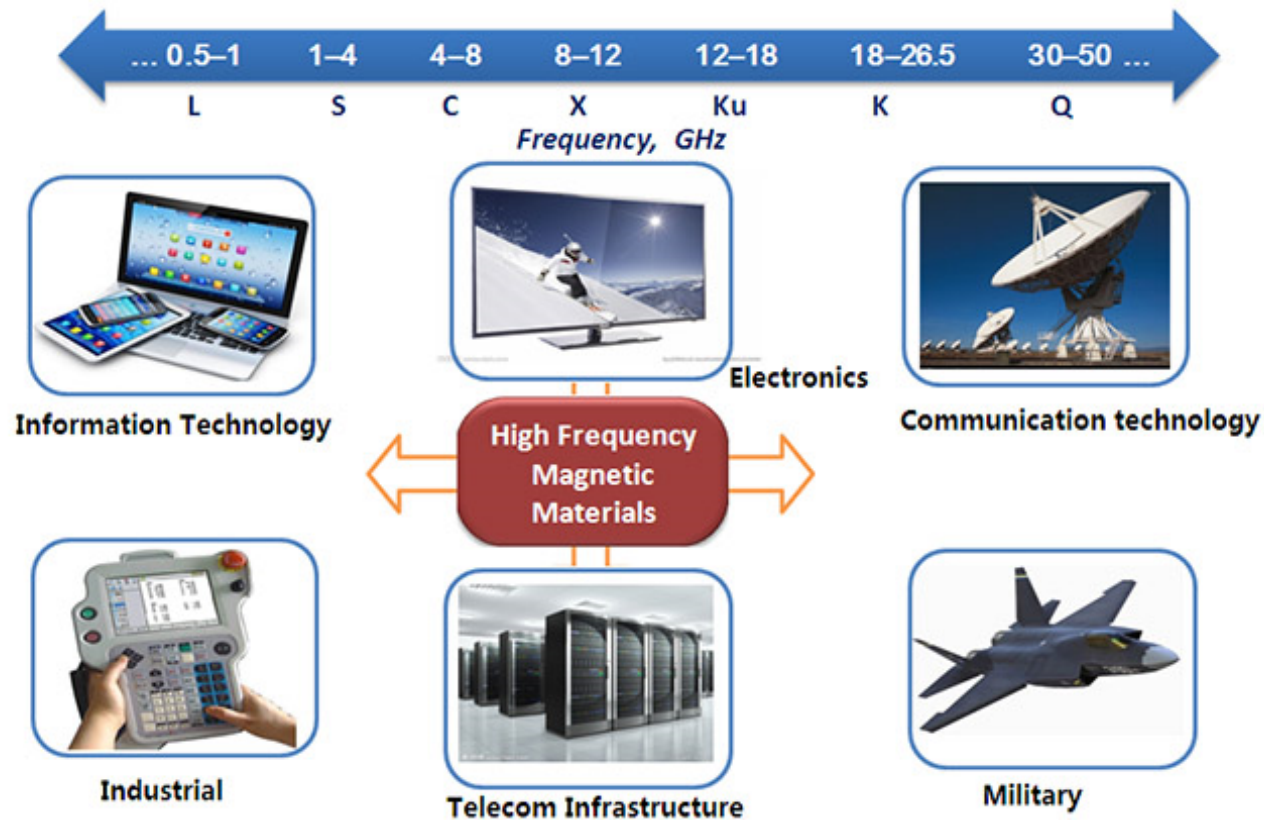 ... 0.5–1 1–4 4–8 8–12 12–18 18–26.5 30–50 ...
L S C X Ku K Q
Frequency, GHz
Electronics
Information Technology
Communication technology
High Frequency
Magnetic
Materials
Industrial
Telecom Infrastructure
Military